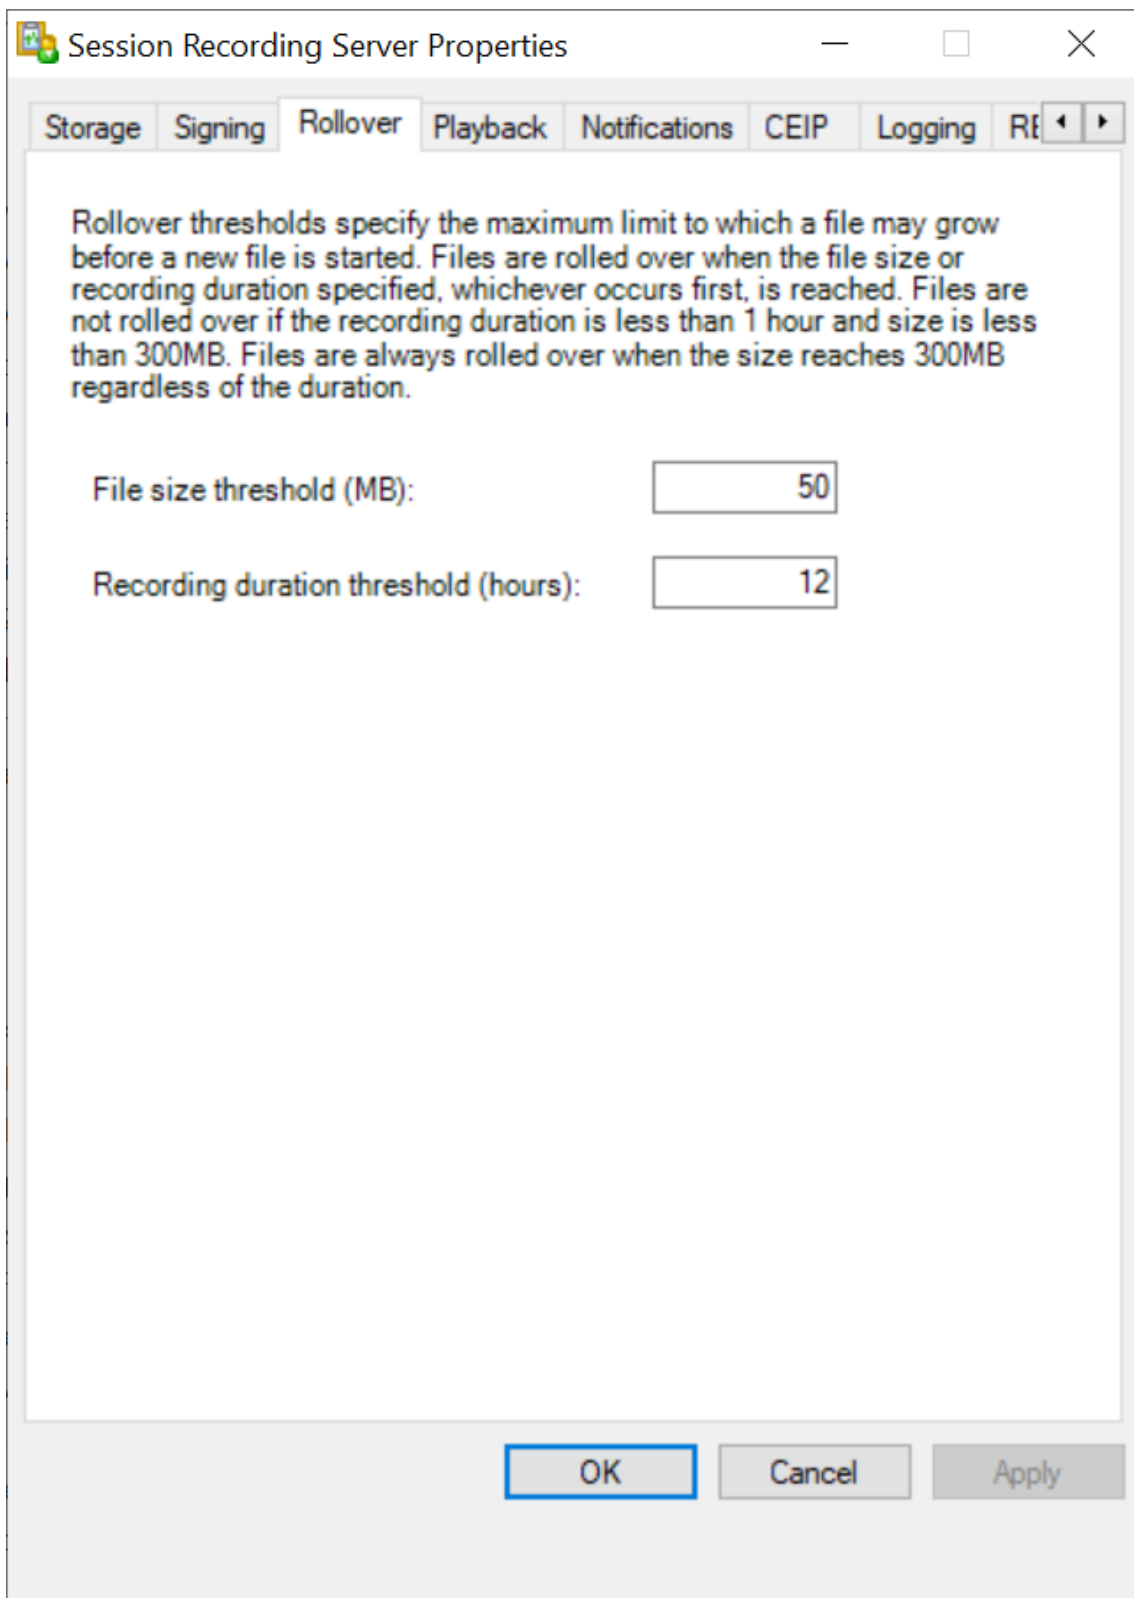 Session Recording Server Properties
Storage Signing Rollover Playback Notifications CEIP Logging
Rollover thresholds specify the maximum limit to which a file may grow
before a new file is started. Files are rolled over when the file size or
recording duration specified, whichever occurs first, is reached. Files are
not rolled over if the recording duration is less than 1 hour and size is less
than 300MB. Files are always rolled over when the size reaches 300MB
regardless of the duration.
File size threshold (MB): 50
Recording duration threshold (hours): 12
OK Cancel Apply